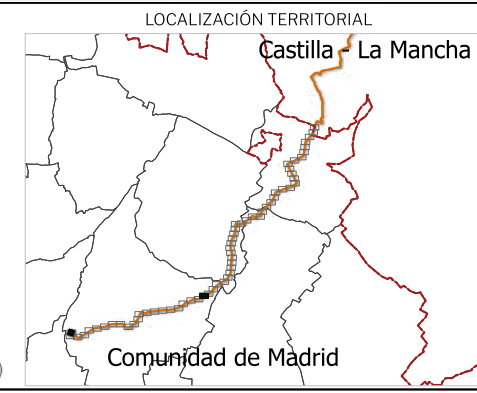 LOCALIZACIÓN TERRITORIAL
Castilla - La Mancha
Comunidad de Madrid